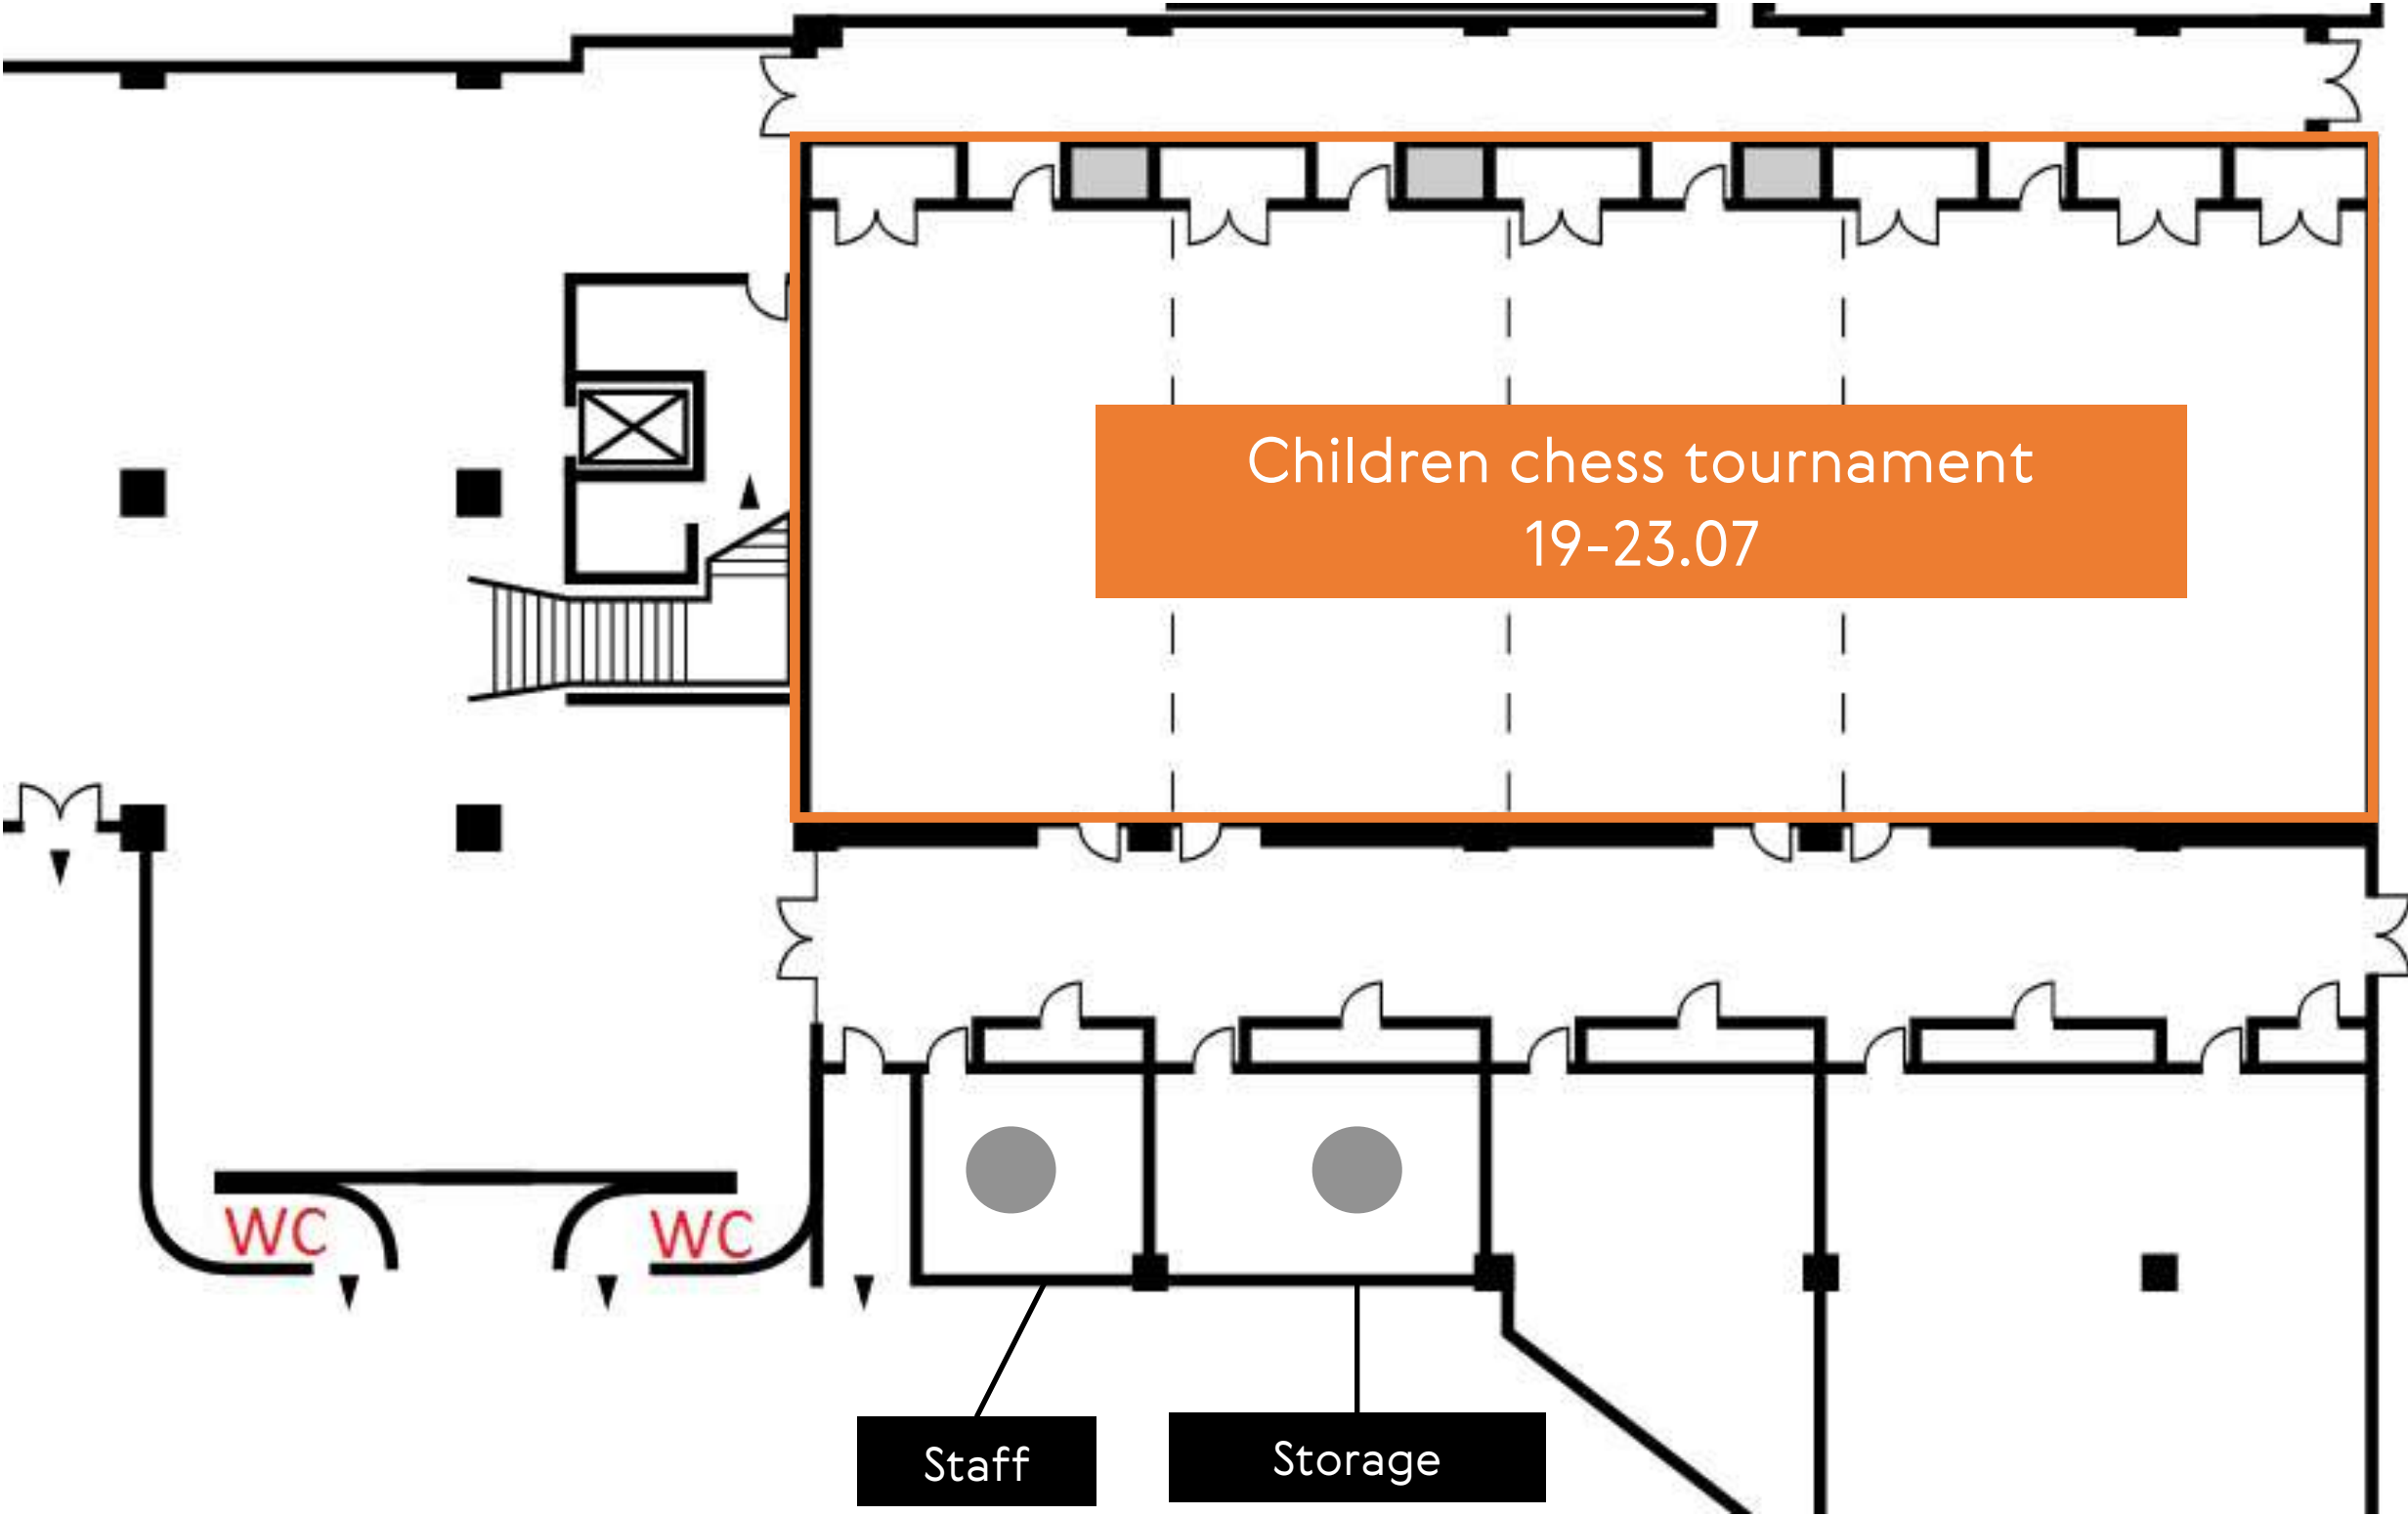 Children chess tournament
19-23.07
WC
WC
Staff
Storage